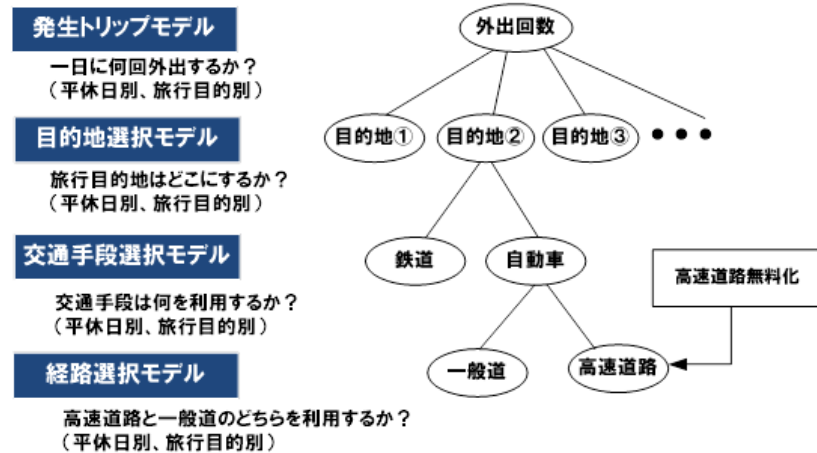 発生トリップモデル
一日に何回外出するか？
（平休日別、旅行目的別）
目的地選択モデル
旅行目的地はどこにするか？
（平休日別、旅行目的別）
交通手段選択モデル
交通手段は何を利用するか？
（平休日別、旅行目的別）
経路選択モデル
高速道路と一般道のどちらを利用するか？
（平休日別、旅行目的別）
外出回数
目的地①
目的地②
目的地③
•••
鉄道
自動車
高速道路無料化
一般道
高速道路